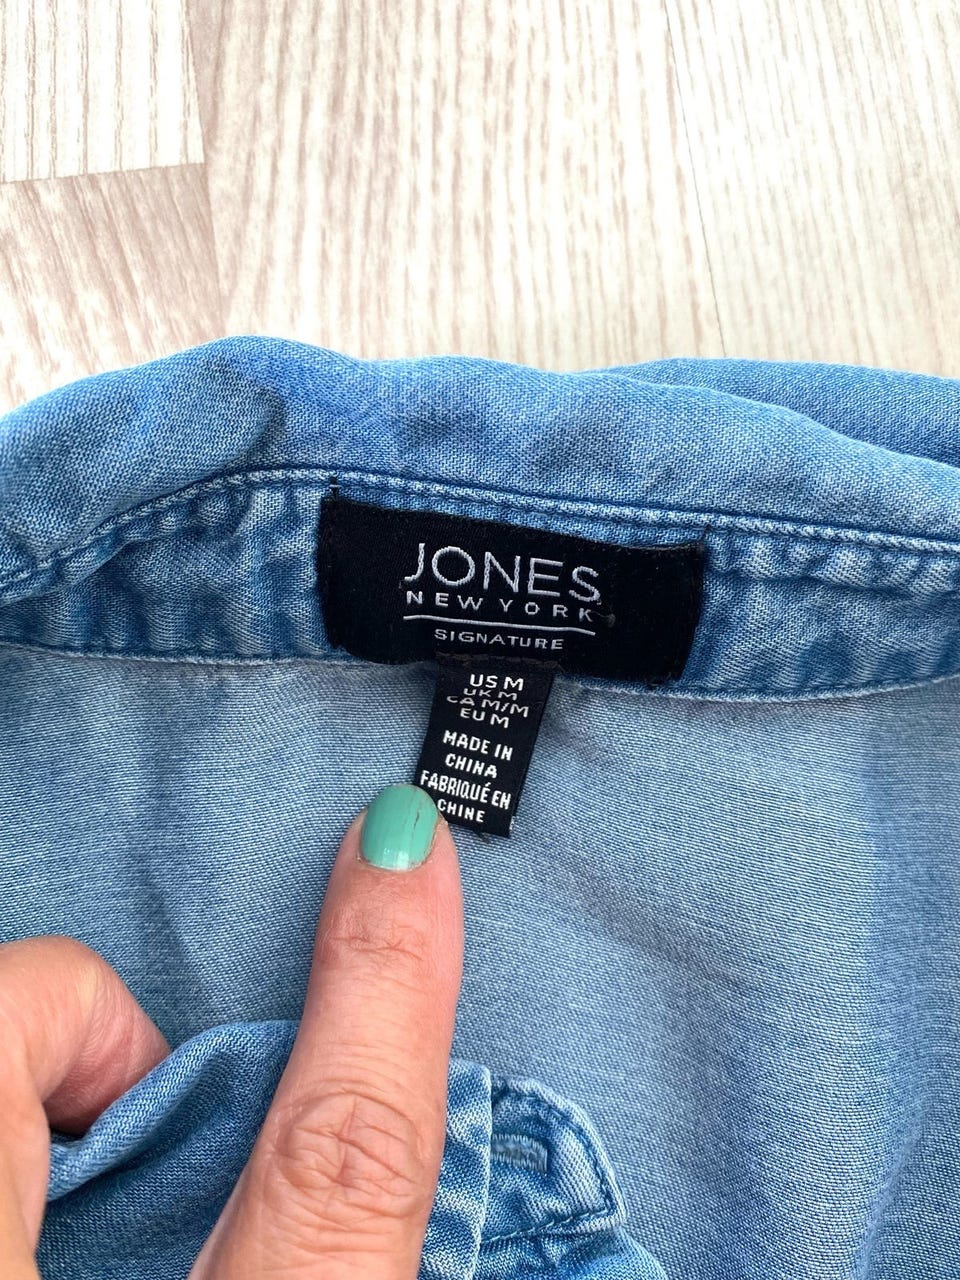 JONES
NEW YORK
SIGNATURE
US M
UK M
CA M/M
EU M
MADE IN
CHINA
FABRIQUÉ EN
CHINE